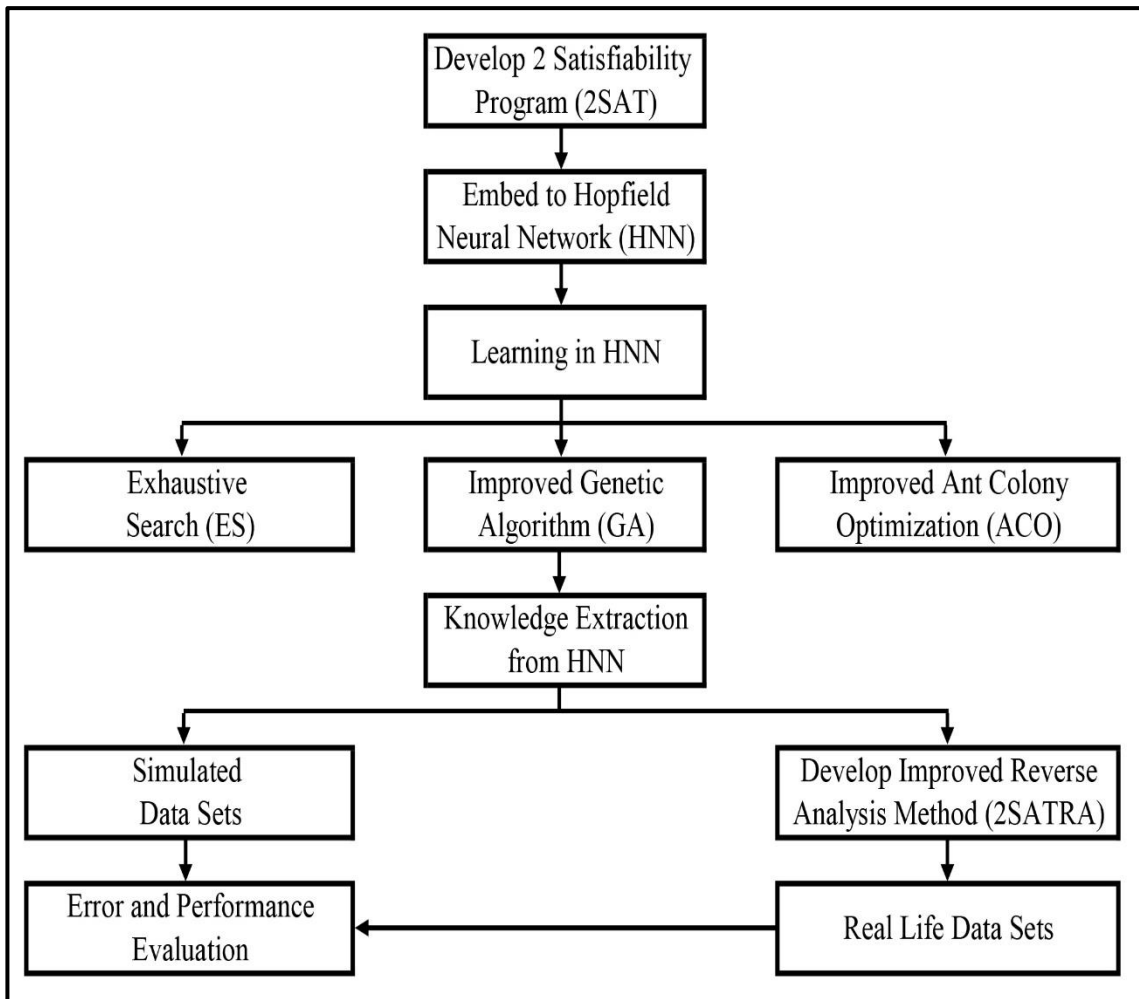 Develop 2 Satisfiability
Program (2SAT)
Embed to Hopfield
Neural Network (HNN)
Learning in HNN
Exhaustive
Search (ES)
Improved Genetic
Algorithm (GA)
Improved Ant Colony
Optimization (ACO)
Knowledge Extraction
from HNN
Simulated
Data Sets
Develop Improved Reverse
Analysis Method (2SATRA)
Error and Performance
Evaluation
Real Life Data Sets